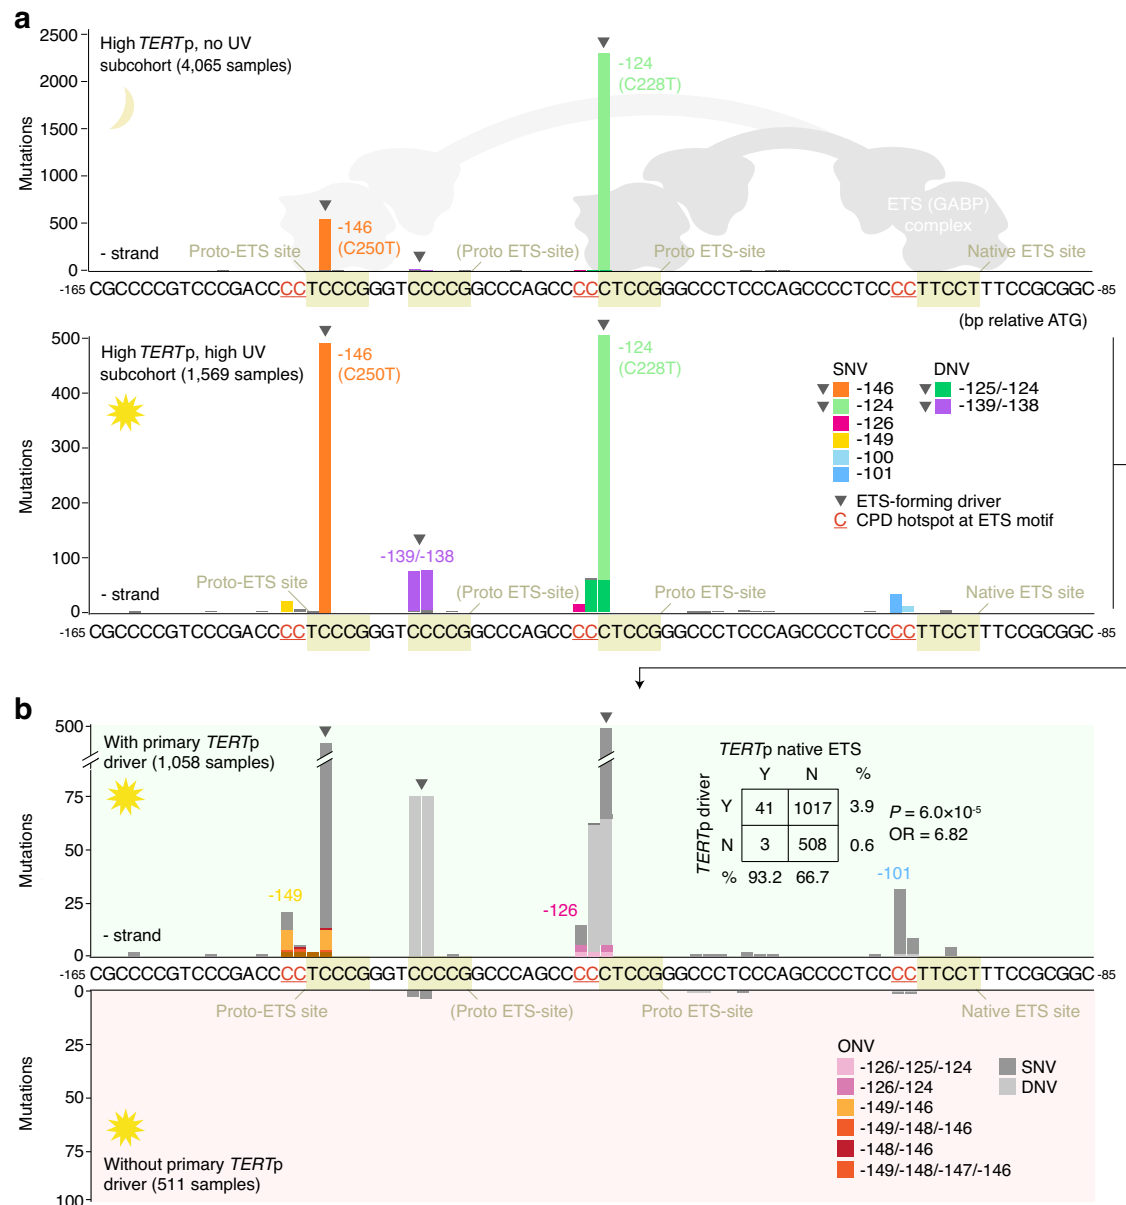 a
High TERTp, no UV
subcohort (4,065 samples)
Mutations
2500
2000
1500
1000
500
0
-124
(C228T)
-146
(C250T)
ETS (GABP)
complex
- strand
Proto-ETS site
(Proto ETS-site)
Proto ETS-site
Native ETS site
-165 CGCCCCGTCCCGACCCCTCCCGGGTCCCCGGCCCAGCCCCCTCCGGGCCCTCCCAGCCCCTCCCCTTCCTTTCCGCGGC -85
(bp relative ATG)
High TERTp, high UV
subcohort (1,569 samples)
Mutations
500
400
300
200
100
0
-146
(C250T)
-124
(C228T)
-139/-138
SNV
-146
-124
-126
-149
-100
-101
DNV
-125/-124
-139/-138
ETS-forming driver
C CPD hotspot at ETS motif
- strand
Proto-ETS site
(Proto ETS-site)
Proto ETS-site
Native ETS site
-165 CGCCCCGTCCCGACCCCTCCCGGGTCCCCGGCCCAGCCCCCTCCGGGCCCTCCCAGCCCCTCCCCTTCCTTTCCGCGGC -85
b
With primary TERTp
driver (1,058 samples)
Mutations
500
75
50
25
0
-149
-126
-101
- strand
TERTp native ETS
TERTp driver
Y N %
Y 41 1017 3.9
N 3 508 0.6
% 93.2 66.7
P = 6.0×10-5
OR = 6.82
-165 CGCCCCGTCCCGACCCCTCCCGGGTCCCCGGCCCAGCCCCCTCCGGGCCCTCCCAGCCCCTCCCCTTCCTTTCCGCGGC -85
Proto-ETS site
(Proto ETS-site)
Proto ETS-site
Native ETS site
Mutations
0
25
50
75
100
Without primary TERTp
driver (511 samples)
ONV
-126/-125/-124
-126/-124
-149/-146
-149/-148/-146
-148/-146
-149/-148/-147/-146
SNV
DNV